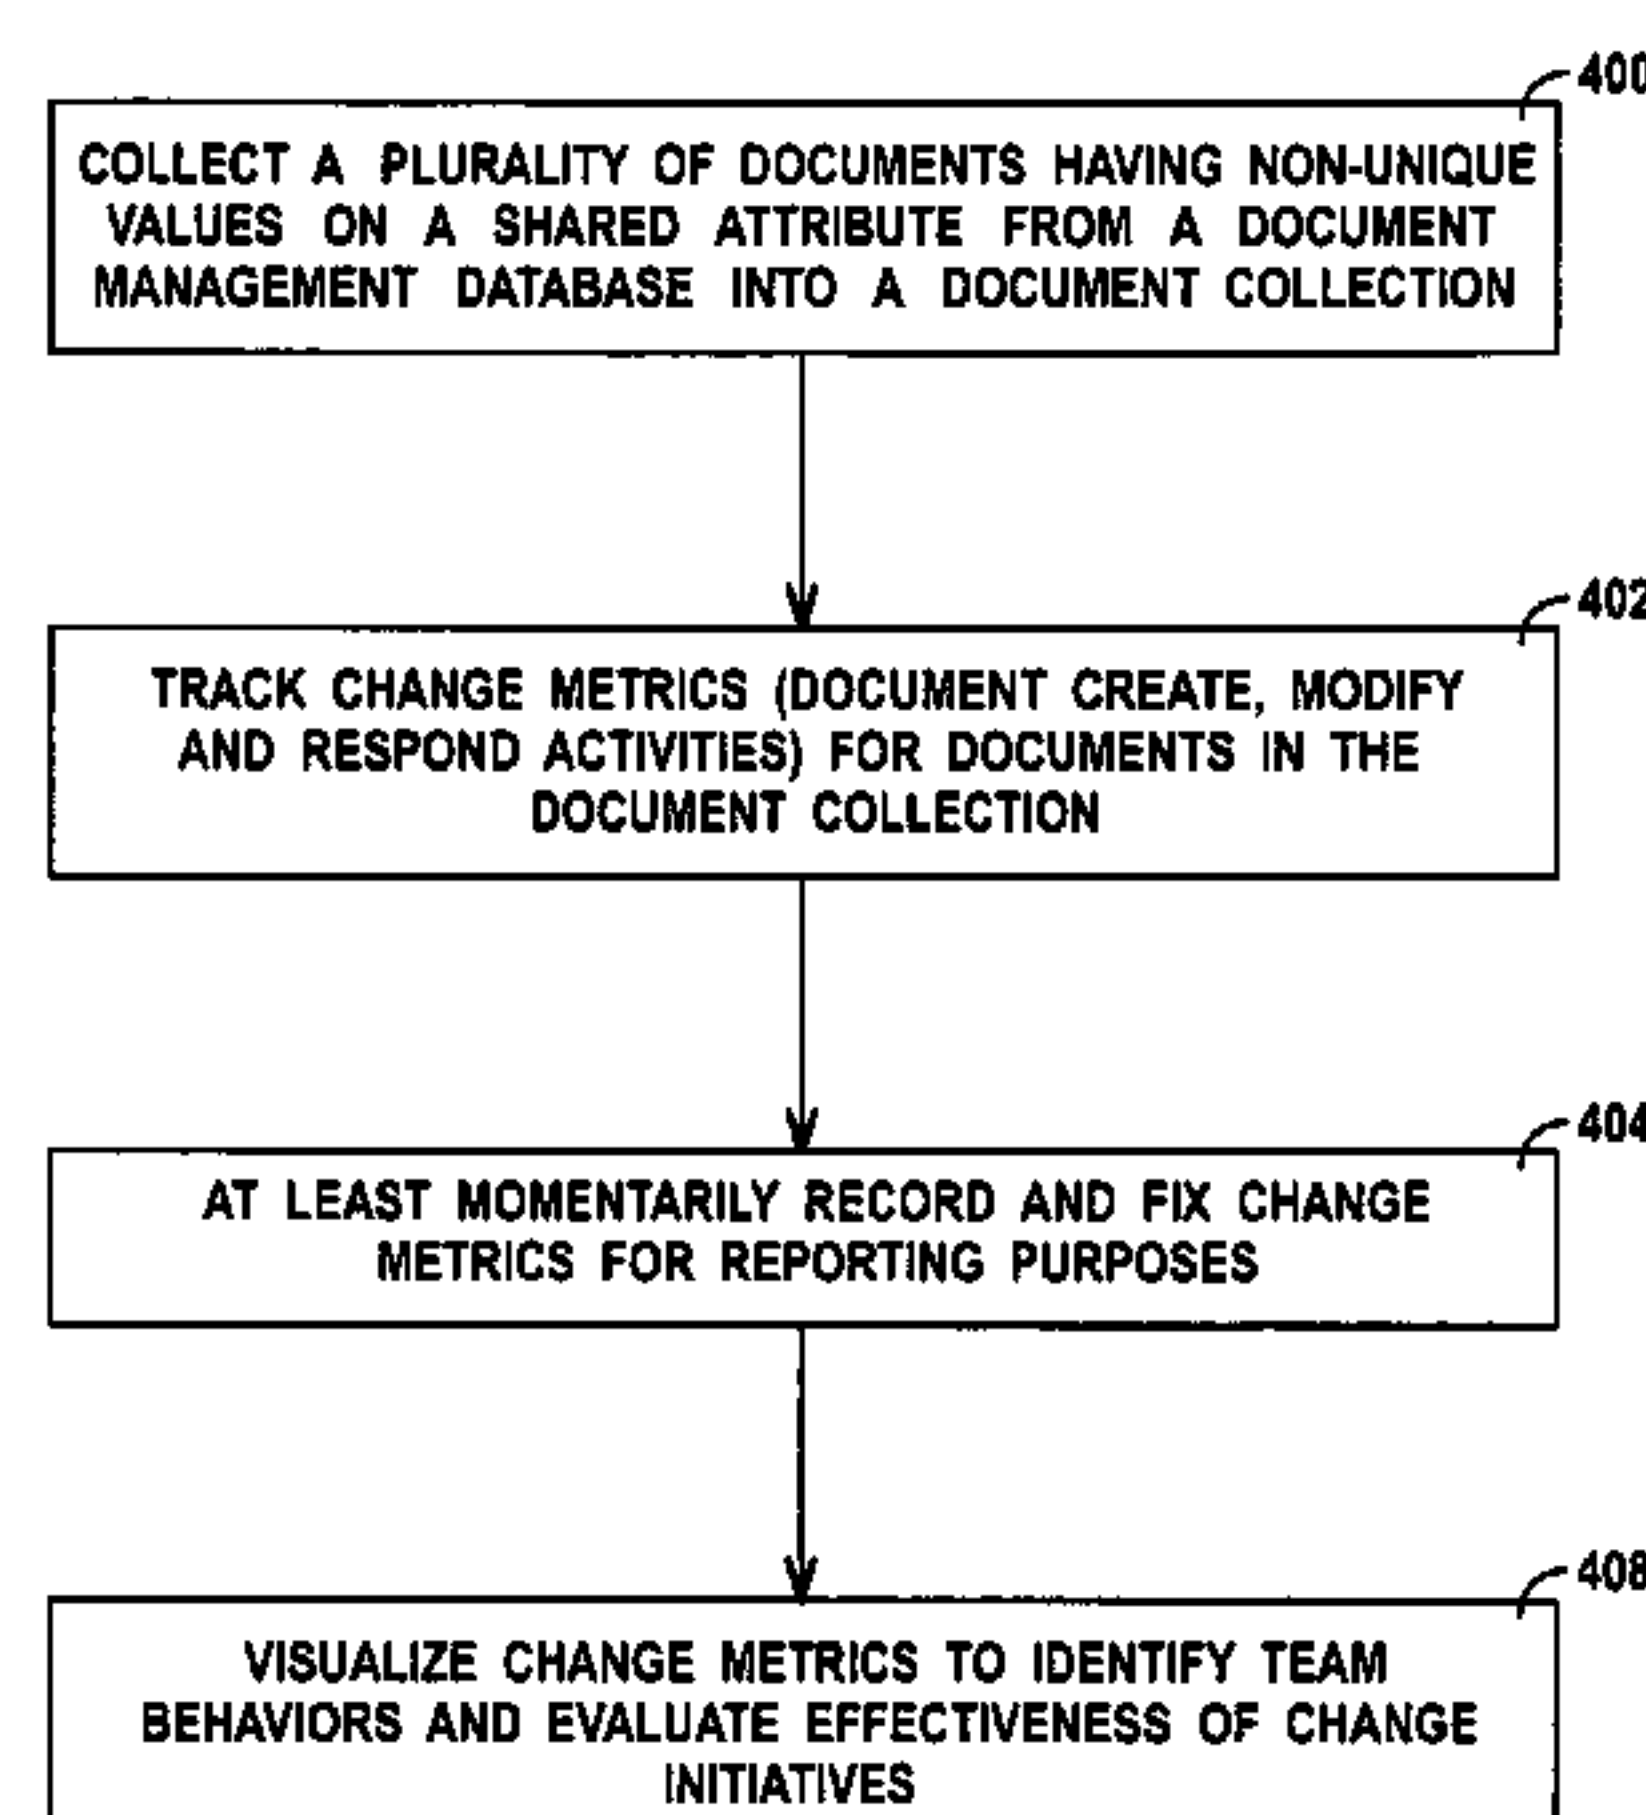 400
COLLECT A PLURALITY OF DOCUMENTS HAVING NON-UNIQUE
VALUES ON A SHARED ATTRIBUTE FROM A DOCUMENT
MANAGEMENT DATABASE INTO A DOCUMENT COLLECTION
402
TRACK CHANGE METRICS (DOCUMENT CREATE, MODIFY
AND RESPOND ACTIVITIES) FOR DOCUMENTS IN THE
DOCUMENT COLLECTION
404
AT LEAST MOMENTARILY RECORD AND FIX CHANGE
METRICS FOR REPORTING PURPOSES
408
VISUALIZE CHANGE METRICS TO IDENTIFY TEAM
BEHAVIORS AND EVALUATE EFFECTIVENESS OF CHANGE
INITIATIVES